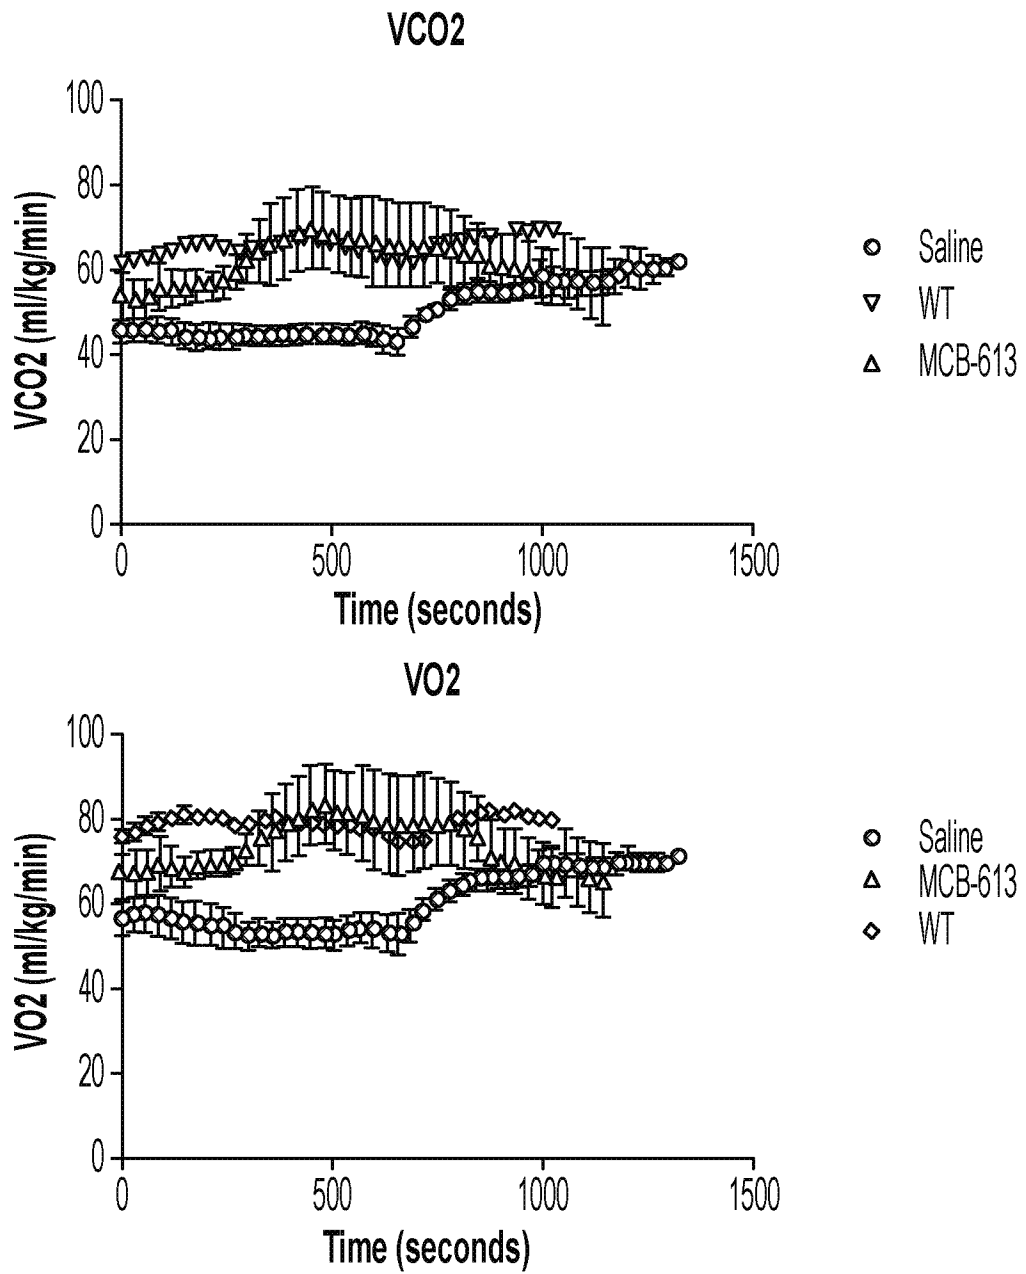 VCO2
100
80
60
40
20
0
VCO2 (ml/kg/min)
0 500 1000 1500
Time (seconds)
Saline
WT
MCB-613
VO2
100
80
60
40
20
0
VO2 (ml/kg/min)
0 500 1000 1500
Time (seconds)
Saline
MCB-613
WT